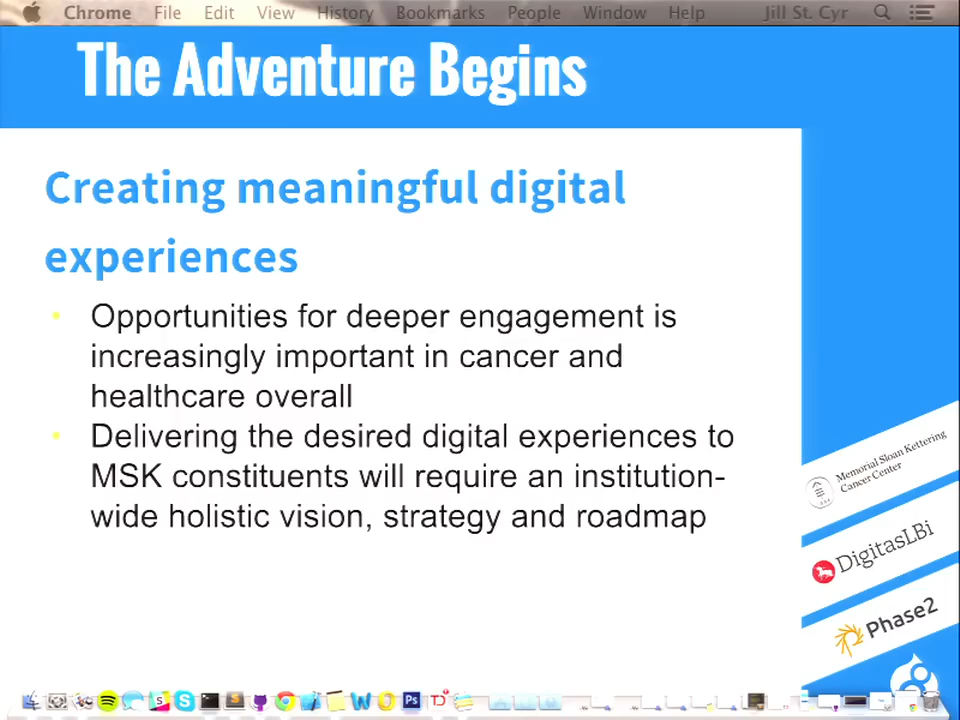 Chrome File Edit View History Bookmarks People Window Help Jill St. Cyr
The Adventure Begins
Creating meaningful digital
experiences
• Opportunities for deeper engagement is
increasingly important in cancer and
healthcare overall
• Delivering the desired digital experiences to
MSK constituents will require an institution-
wide holistic vision, strategy and roadmap
Memorial Sloan Kettering
Cancer Center
DigitasLBi
Phase2